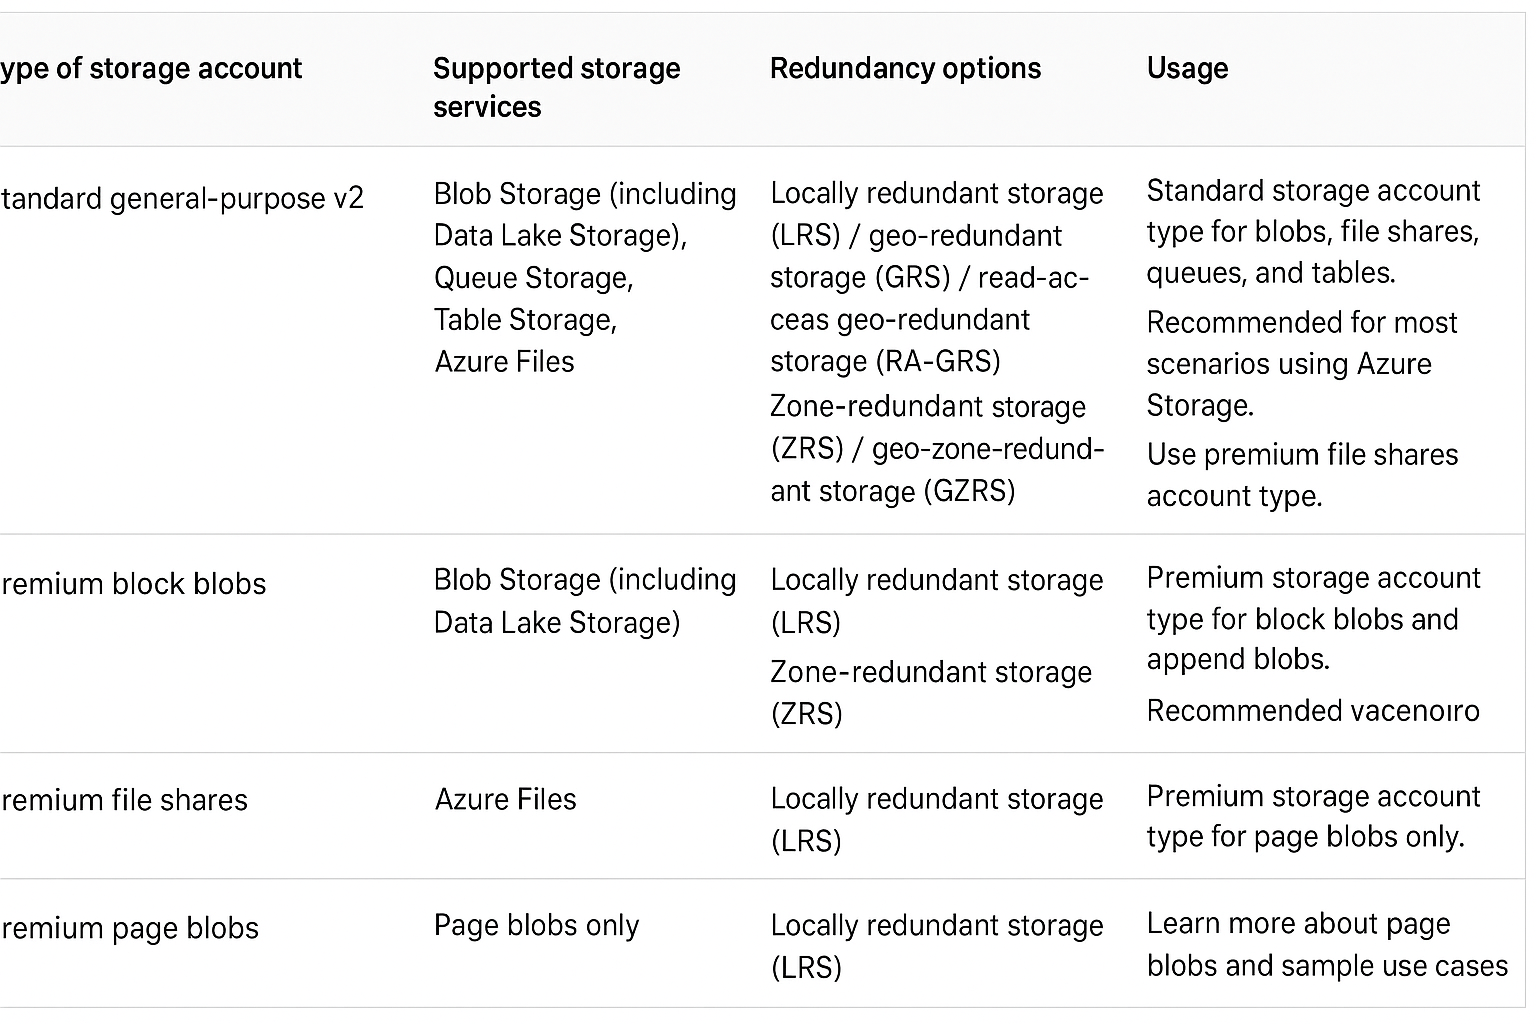 ype of storage account
Supported storage
services
Redundancy options
Usage
tandard general-purpose v2
Blob Storage (including
Data Lake Storage),
Queue Storage,
Table Storage,
Azure Files
Locally redundant storage
(LRS) / geo-redundant
storage (GRS) / read-ac-
ceas geo-redundant
storage (RA-GRS)
Zone-redundant storage
(ZRS) / geo-zone-redund-
ant storage (GZRS)
Standard storage account
type for blobs, file shares,
queues, and tables.
Recommended for most
scenarios using Azure
Storage.
Use premium file shares
account type.
remium block blobs
Blob Storage (including
Data Lake Storage)
Locally redundant storage
(LRS)
Zone-redundant storage
(ZRS)
Premium storage account
type for block blobs and
append blobs.
Recommended vacenoıro
remium file shares
Azure Files
Locally redundant storage
(LRS)
Premium storage account
type for page blobs only.
remium page blobs
Page blobs only
Locally redundant storage
(LRS)
Learn more about page
blobs and sample use cases